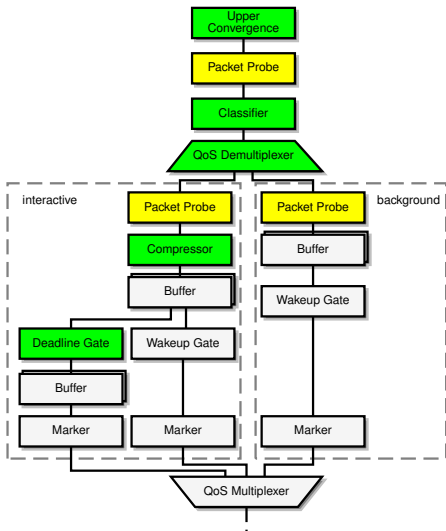 Upper
Convergence
Packet Probe
Classifier
QoS Demultiplexer
interactive
background
Packet Probe
Packet Probe
Compressor
Buffer
Buffer
Wakeup Gate
Deadline Gate
Wakeup Gate
Buffer
Marker
Marker
Marker
QoS Multiplexer